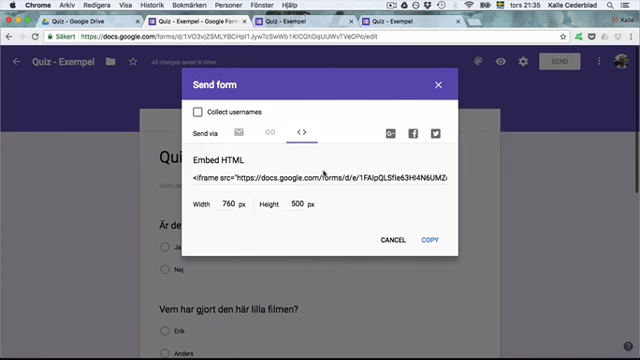 Chrome Arkiv Redigera Visa Historik Bokmärken Personer Fönster Hjälp tors 21:35 Kalle Cederblad
Quiz - Google Drive Quiz - Exempel - Google Form Quiz - Exempel Quiz - Exempel Kalle
Säkert https://docs.google.com/forms/d/
/edit
Quiz - Exempel All changes saved in Drive SEND
Send form
Collect usernames
Send via
Embed HTML
<iframe src="https://docs.google.com/forms/d/e/
Width 760 px Height 500 px
CANCEL COPY
Qui
Form de
Är de
Ja
Nej
Vem har gjort den här lilla filmen?
Erik
Anders